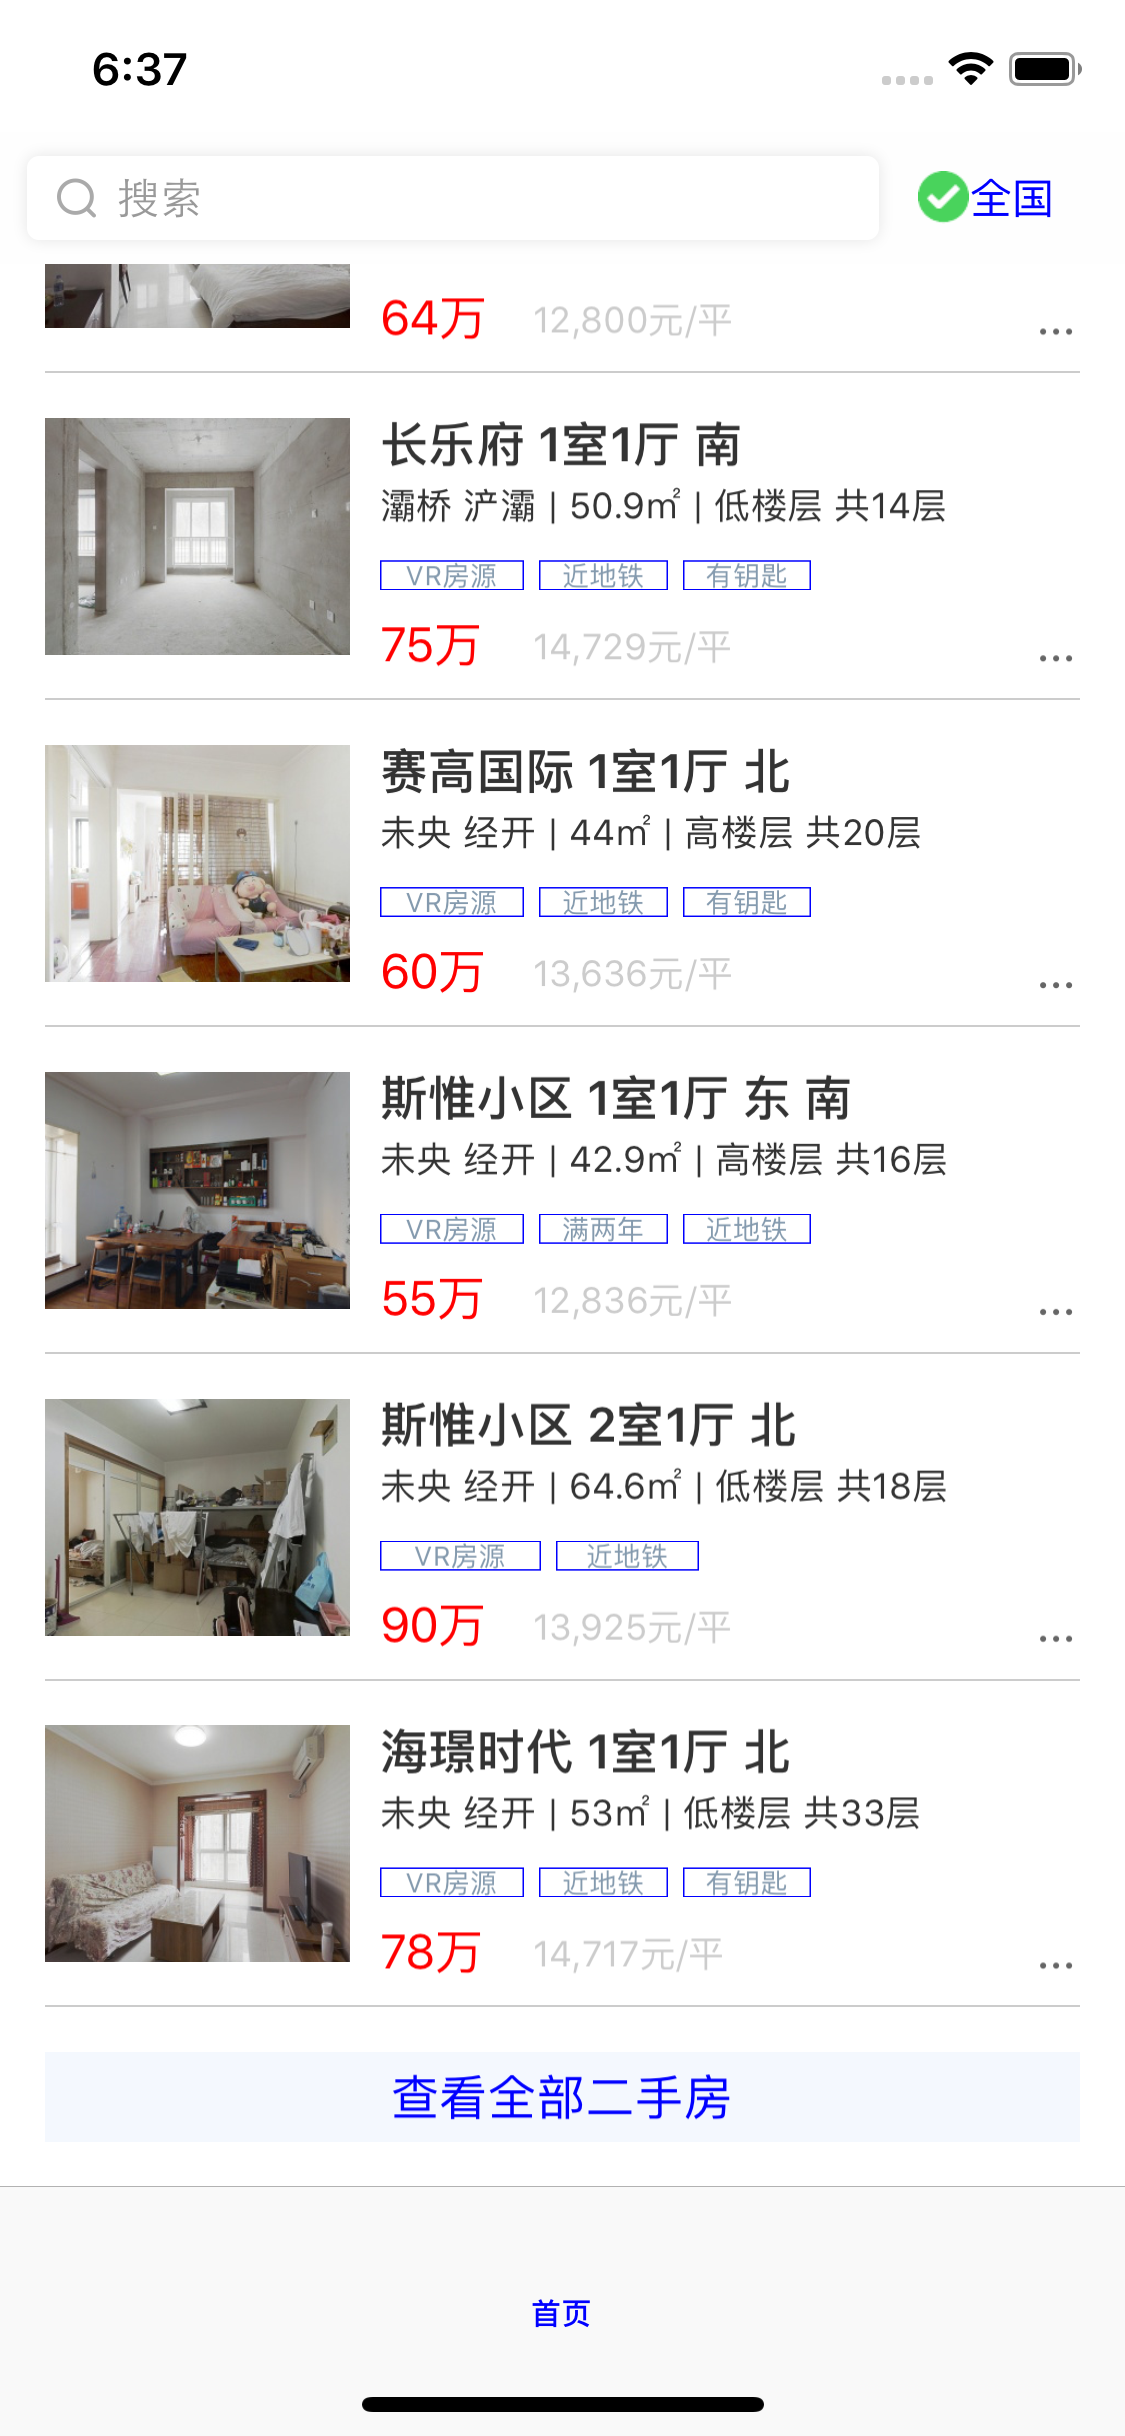 6:37
搜索
全国
64万 12,800元/平
...
长乐府 1室1厅 南
灞桥 浐灞 | 50.9㎡ | 低楼层 共14层
VR房源 近地铁 有钥匙
75万 14,729元/平
...
赛高国际 1室1厅 北
未央 经开 | 44㎡ | 高楼层 共20层
VR房源 近地铁 有钥匙
60万 13,636元/平
...
斯惟小区 1室1厅 东 南
未央 经开 | 42.9㎡ | 高楼层 共16层
VR房源 满两年 近地铁
55万 12,836元/平
...
斯惟小区 2室1厅 北
未央 经开 | 64.6㎡ | 低楼层 共18层
VR房源 近地铁
90万 13,925元/平
...
海璟时代 1室1厅 北
未央 经开 | 53㎡ | 低楼层 共33层
VR房源 近地铁 有钥匙
78万 14,717元/平
...
查看全部二手房
首页